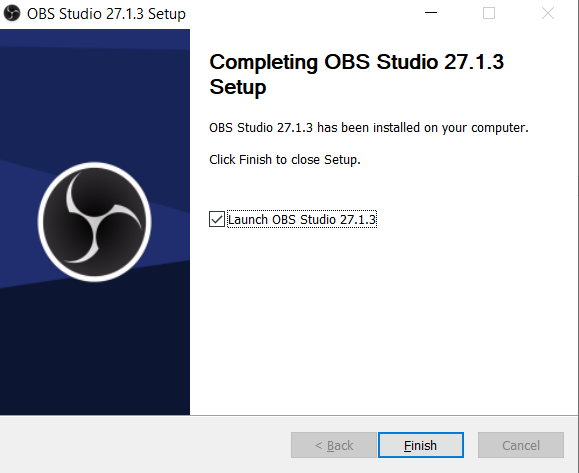 OBS Studio 27.1.3 Setup
Completing OBS Studio 27.1.3
Setup
OBS Studio 27.1.3 has been installed on your computer.
Click Finish to close Setup.
Launch OBS Studio 27.1.3
< Back
Finish
Cancel